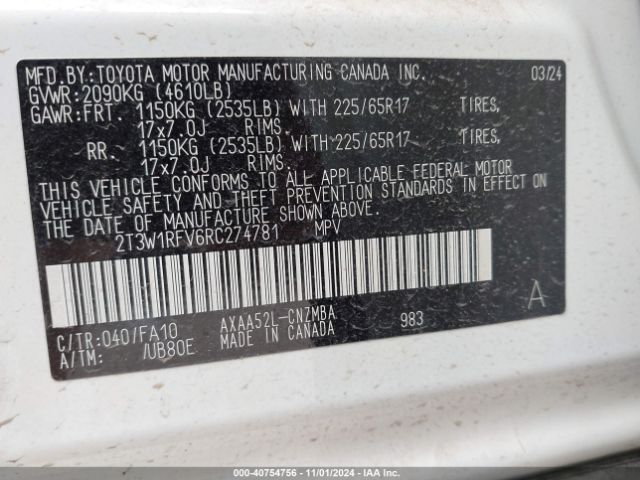 MFD.BY:TOYOTA MOTOR MANUFACTURING CANADA INC. 03/24
GVWR:2090KG (4610LB)
GAWR:FRT. 1150KG (2535LB) WITH 225/65R17 TIRES,
17x7.0J RIMS.
RR. 1150KG (2535LB) WITH 225/65R17 TIRES,
17x7.0J RIMS.
THIS VEHICLE CONFORMS TO ALL APPLICABLE FEDERAL MOTOR
VEHICLE SAFETY AND THEFT PREVENTION STANDARDS IN EFFECT ON
THE DATE OF MANUFACTURE SHOWN ABOVE.
2T3W1RFV6RC274781 MPV
C/TR:040/FA10 AXAA52L-CNZMBA 983 A
A/TM: /UB80E MADE IN CANADA
000-40754756 - 11/01/2024 - IAA Inc.